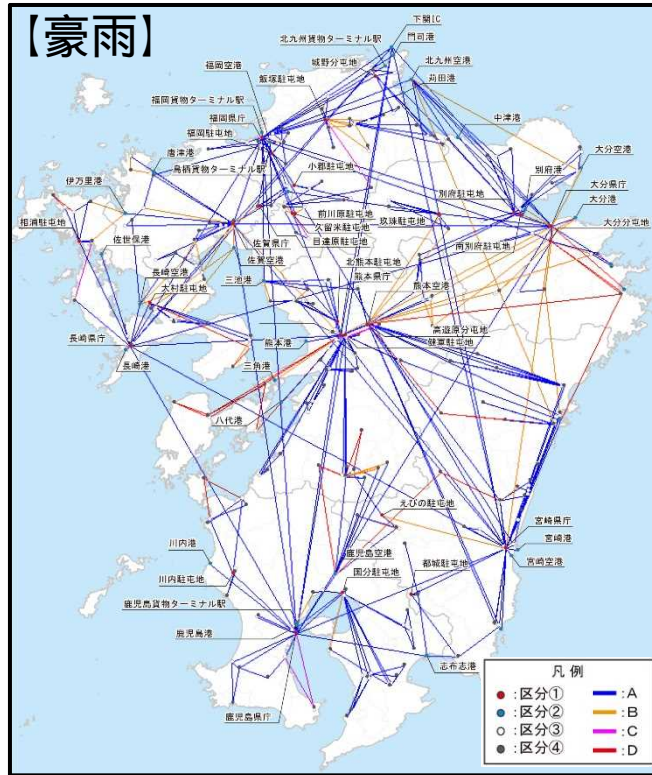 【豪雨】
下関IC
北九州貨物ターミナル駅
門司港
福岡空港
城野分屯地
北九州空港
飯塚駐屯地
苅田港
福岡貨物ターミナル駅
福岡県庁
中津港
福岡駐屯地
唐津港
大分空港
鳥栖貨物ターミナル駅
小郡駐屯地
別府港
伊万里港
別府駐屯地
大分県庁
大分港
相浦駐屯地
前川原駐屯地
玖珠駐屯地
大分分屯地
久留米駐屯地
佐世保港
佐賀県庁
目達原駐屯地
南別府駐屯地
佐賀空港
北熊本駐屯地
長崎空港
三池港
熊本県庁
大村駐屯地
熊本空港
高遊原分屯地
長崎県庁
熊本港
健軍駐屯地
長崎港
三角港
八代港
えびの駐屯地
宮崎県庁
川内港
宮崎港
鹿児島空港
宮崎空港
川内駐屯地
国分駐屯地
都城駐屯地
鹿児島貨物ターミナル駅
鹿児島港
志布志港
鹿児島県庁
凡例
:区分①
:A
:区分②
:B
:区分③
:C
:区分④
:D